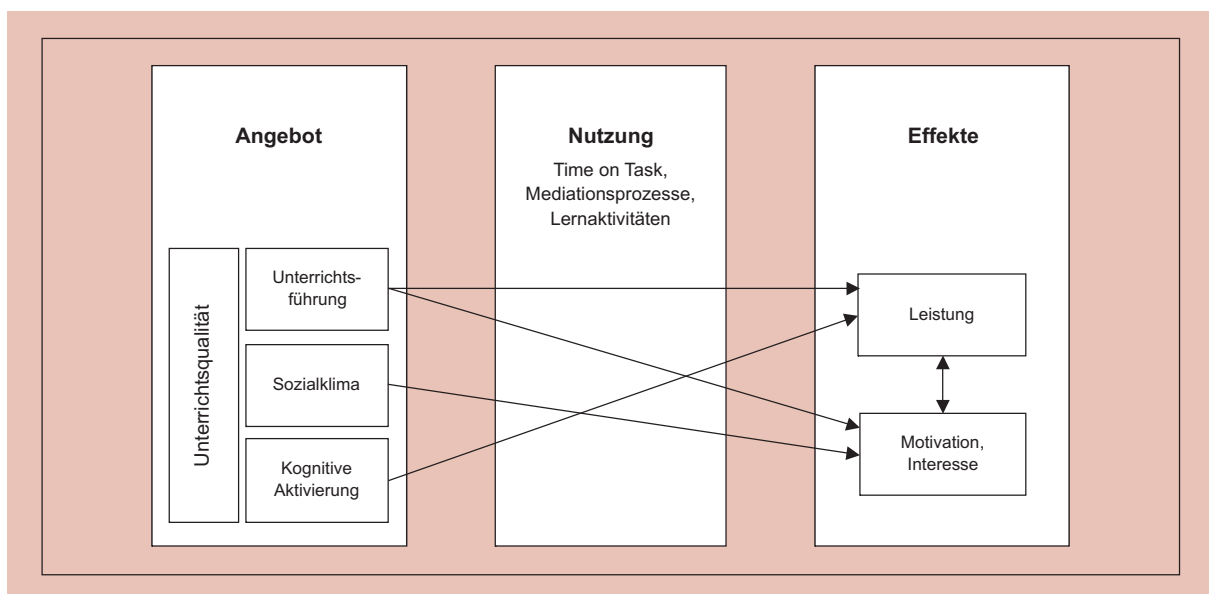 Angebot
Unterrichtsqualität
Unterrichts-
führung
Sozialklima
Kognitive
Aktivierung
Nutzung
Time on Task,
Mediationsprozesse,
Lernaktivitäten
Effekte
Leistung
Motivation,
Interesse